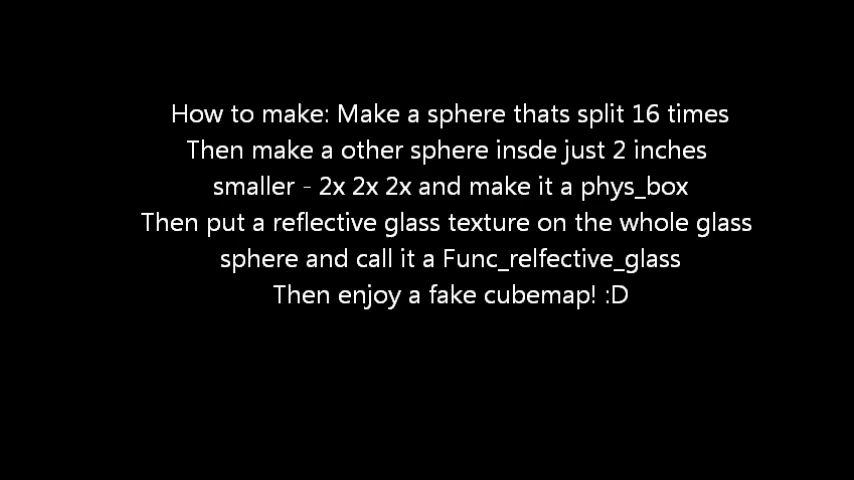 How to make: Make a sphere thats split 16 times
Then make a other sphere insde just 2 inches
smaller - 2x 2x 2x and make it a phys_box
Then put a reflective glass texture on the whole glass
sphere and call it a Func_relfective_glass
Then enjoy a fake cubemap! :D